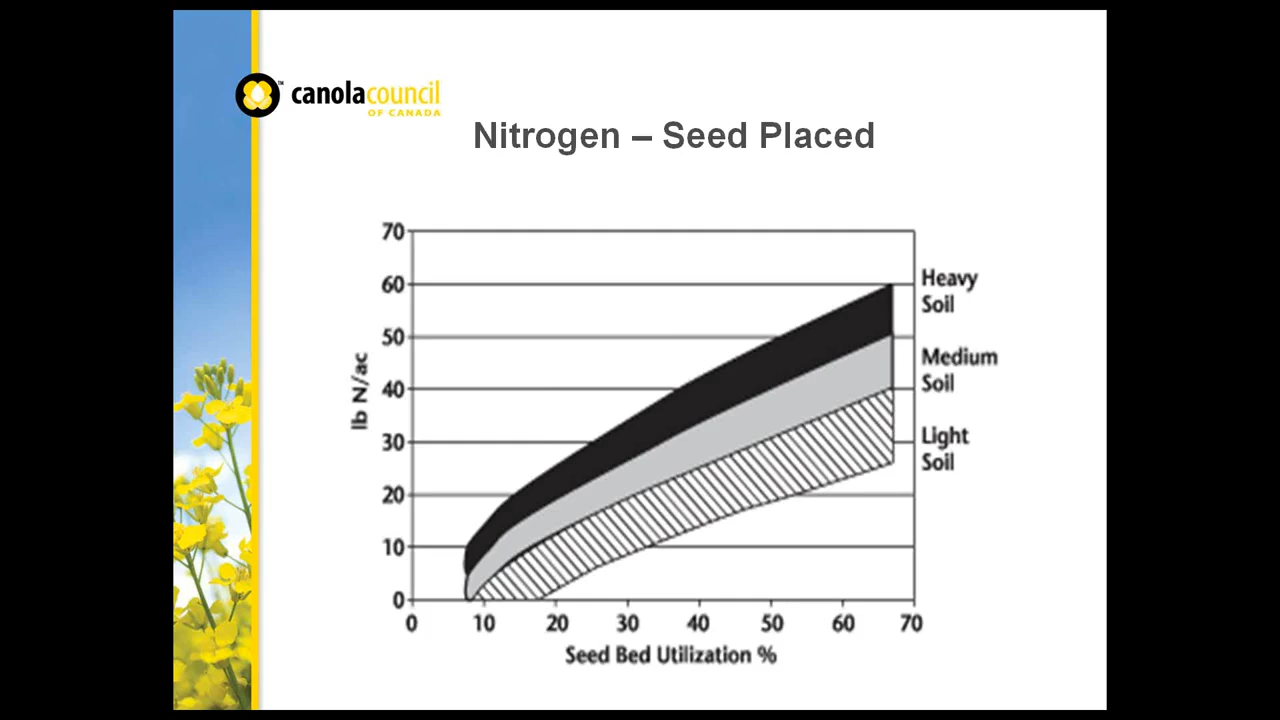 canolacouncil™
OF CANADA
Nitrogen – Seed Placed
70
60
50
40
30
20
10
0
lb N/ac
Heavy
Soil
Medium
Soil
Light
Soil
0 10 20 30 40 50 60 70
Seed Bed Utilization %